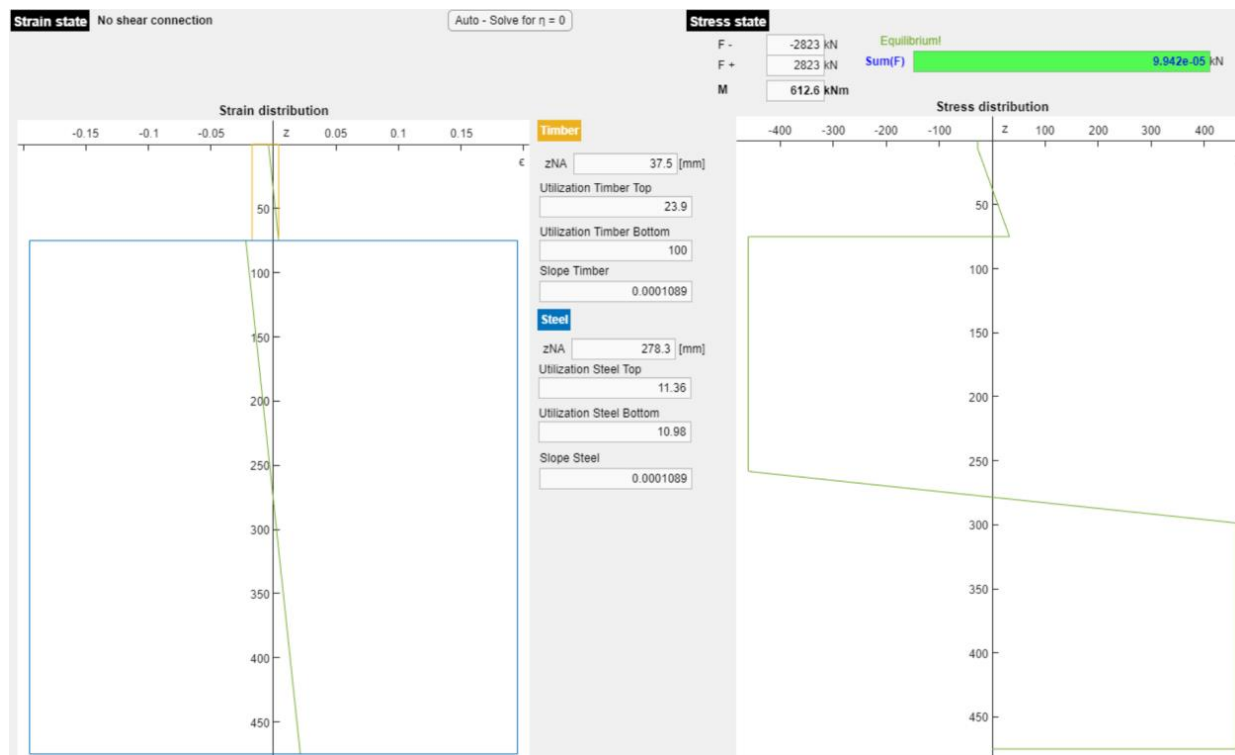 Strain state No shear connection Auto - Solve for η = 0
Stress state
F - -2823 kN
F + 2823 kN
Equilibrium!
Sum(F) 9.942e-05 kN
M 612.6 kNm
Strain distribution
-0.15 -0.1 -0.05 z 0.05 0.1 0.15
ε
50
100
150
200
250
300
350
400
450
Timber
zNA 37.5 [mm]
Utilization Timber Top
23.9
Utilization Timber Bottom
100
Slope Timber
0.0001089
Steel
zNA 278.3 [mm]
Utilization Steel Top
11.36
Utilization Steel Bottom
10.98
Slope Steel
0.0001089
Stress distribution
-400 -300 -200 -100 z 100 200 300 400
50
100
150
200
250
300
350
400
450